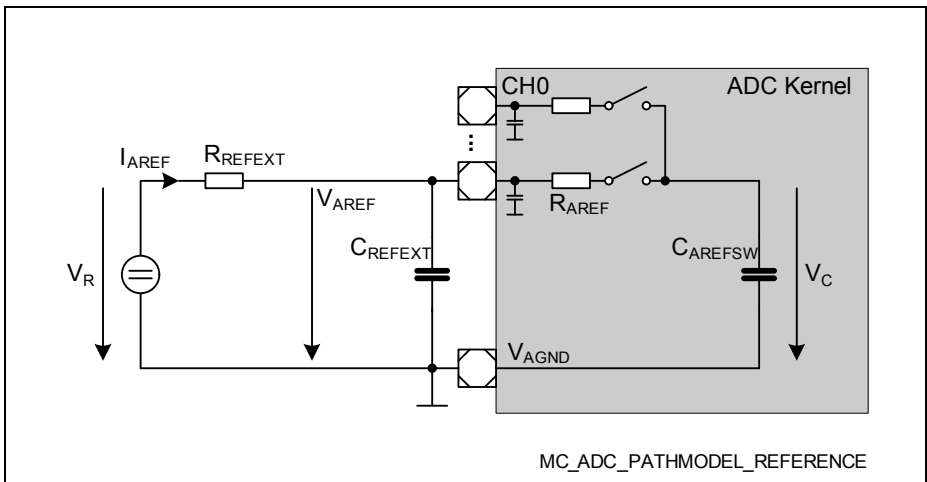 CH0
ADC Kernel
⋮
I_AREF
R_REFEXT
V_AREF
R_AREF
C_REFEXT
C_AREFSW
V_R
V_C
V_AGND
MC_ADC_PATHMODEL_REFERENCE